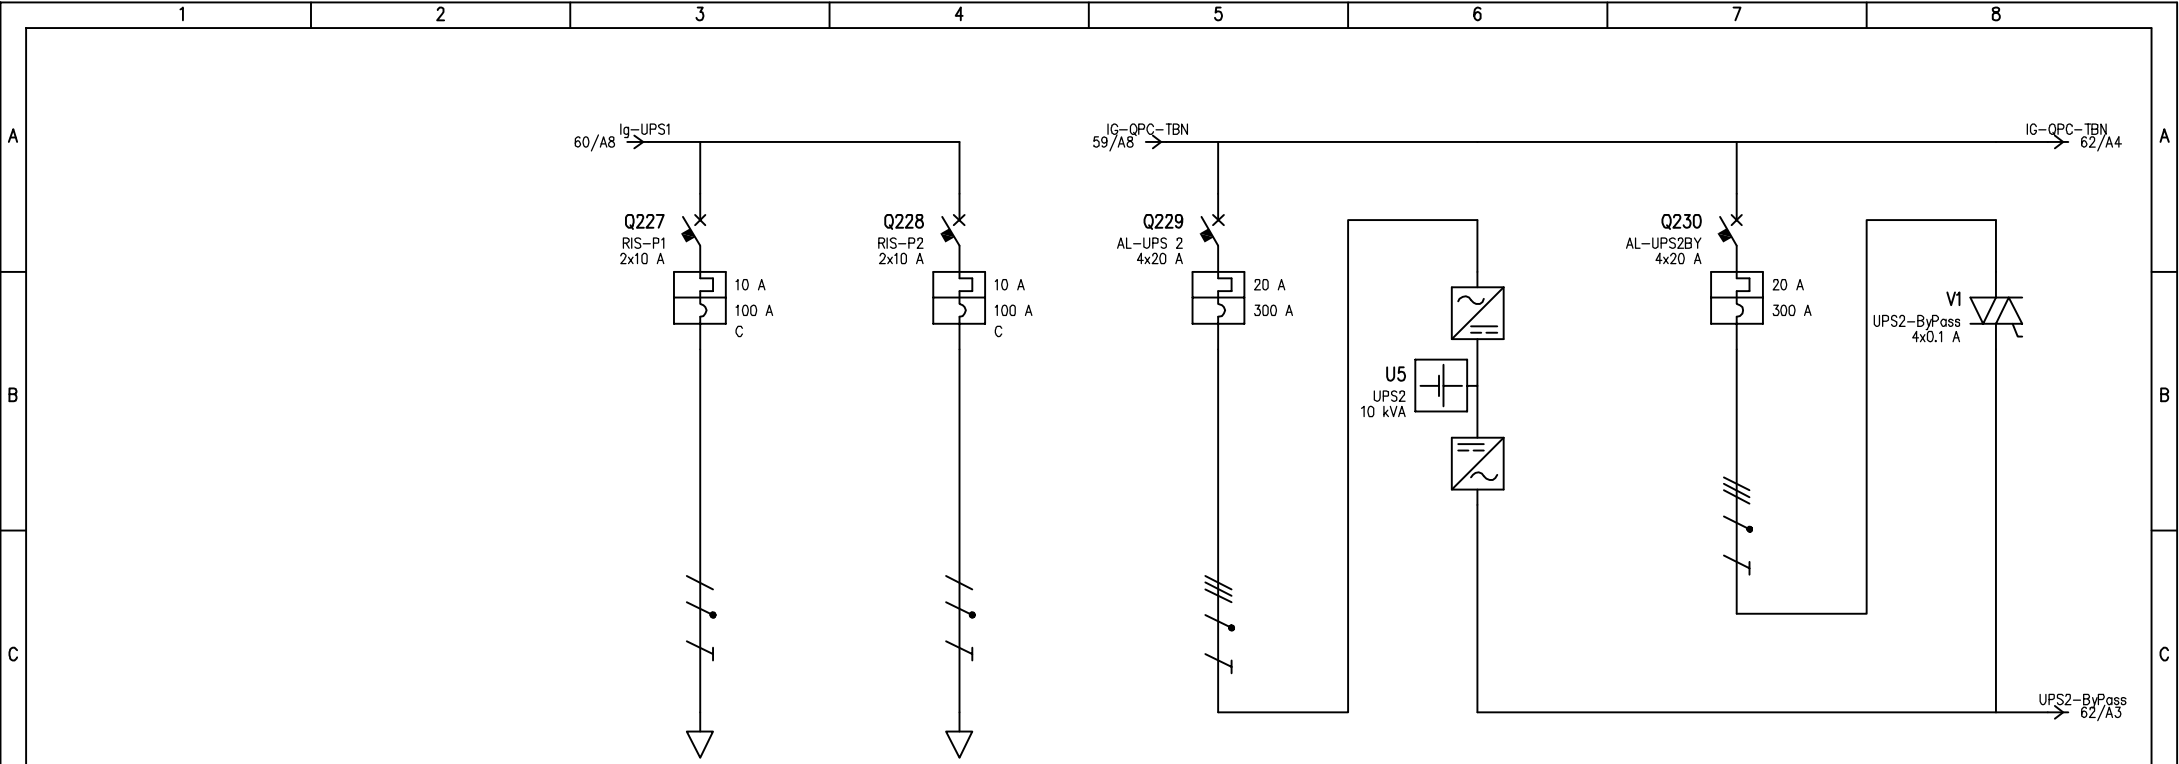 1 2 3 4 5 6 7 8
A A
Ig-UPS1
60/A8
IG-QPC-TBN
59/A8
IG-QPC-TBN
62/A4
Q227
RIS-P1
2x10 A
10 A
100 A
C
Q228
RIS-P2
2x10 A
10 A
100 A
C
Q229
AL-UPS 2
4x20 A
20 A
300 A
U5
UPS2
10 kVA
Q230
AL-UPS2BY
4x20 A
20 A
300 A
V1
UPS2-ByPass
4x0.1 A
B B
C C
UPS2-ByPass
62/A3